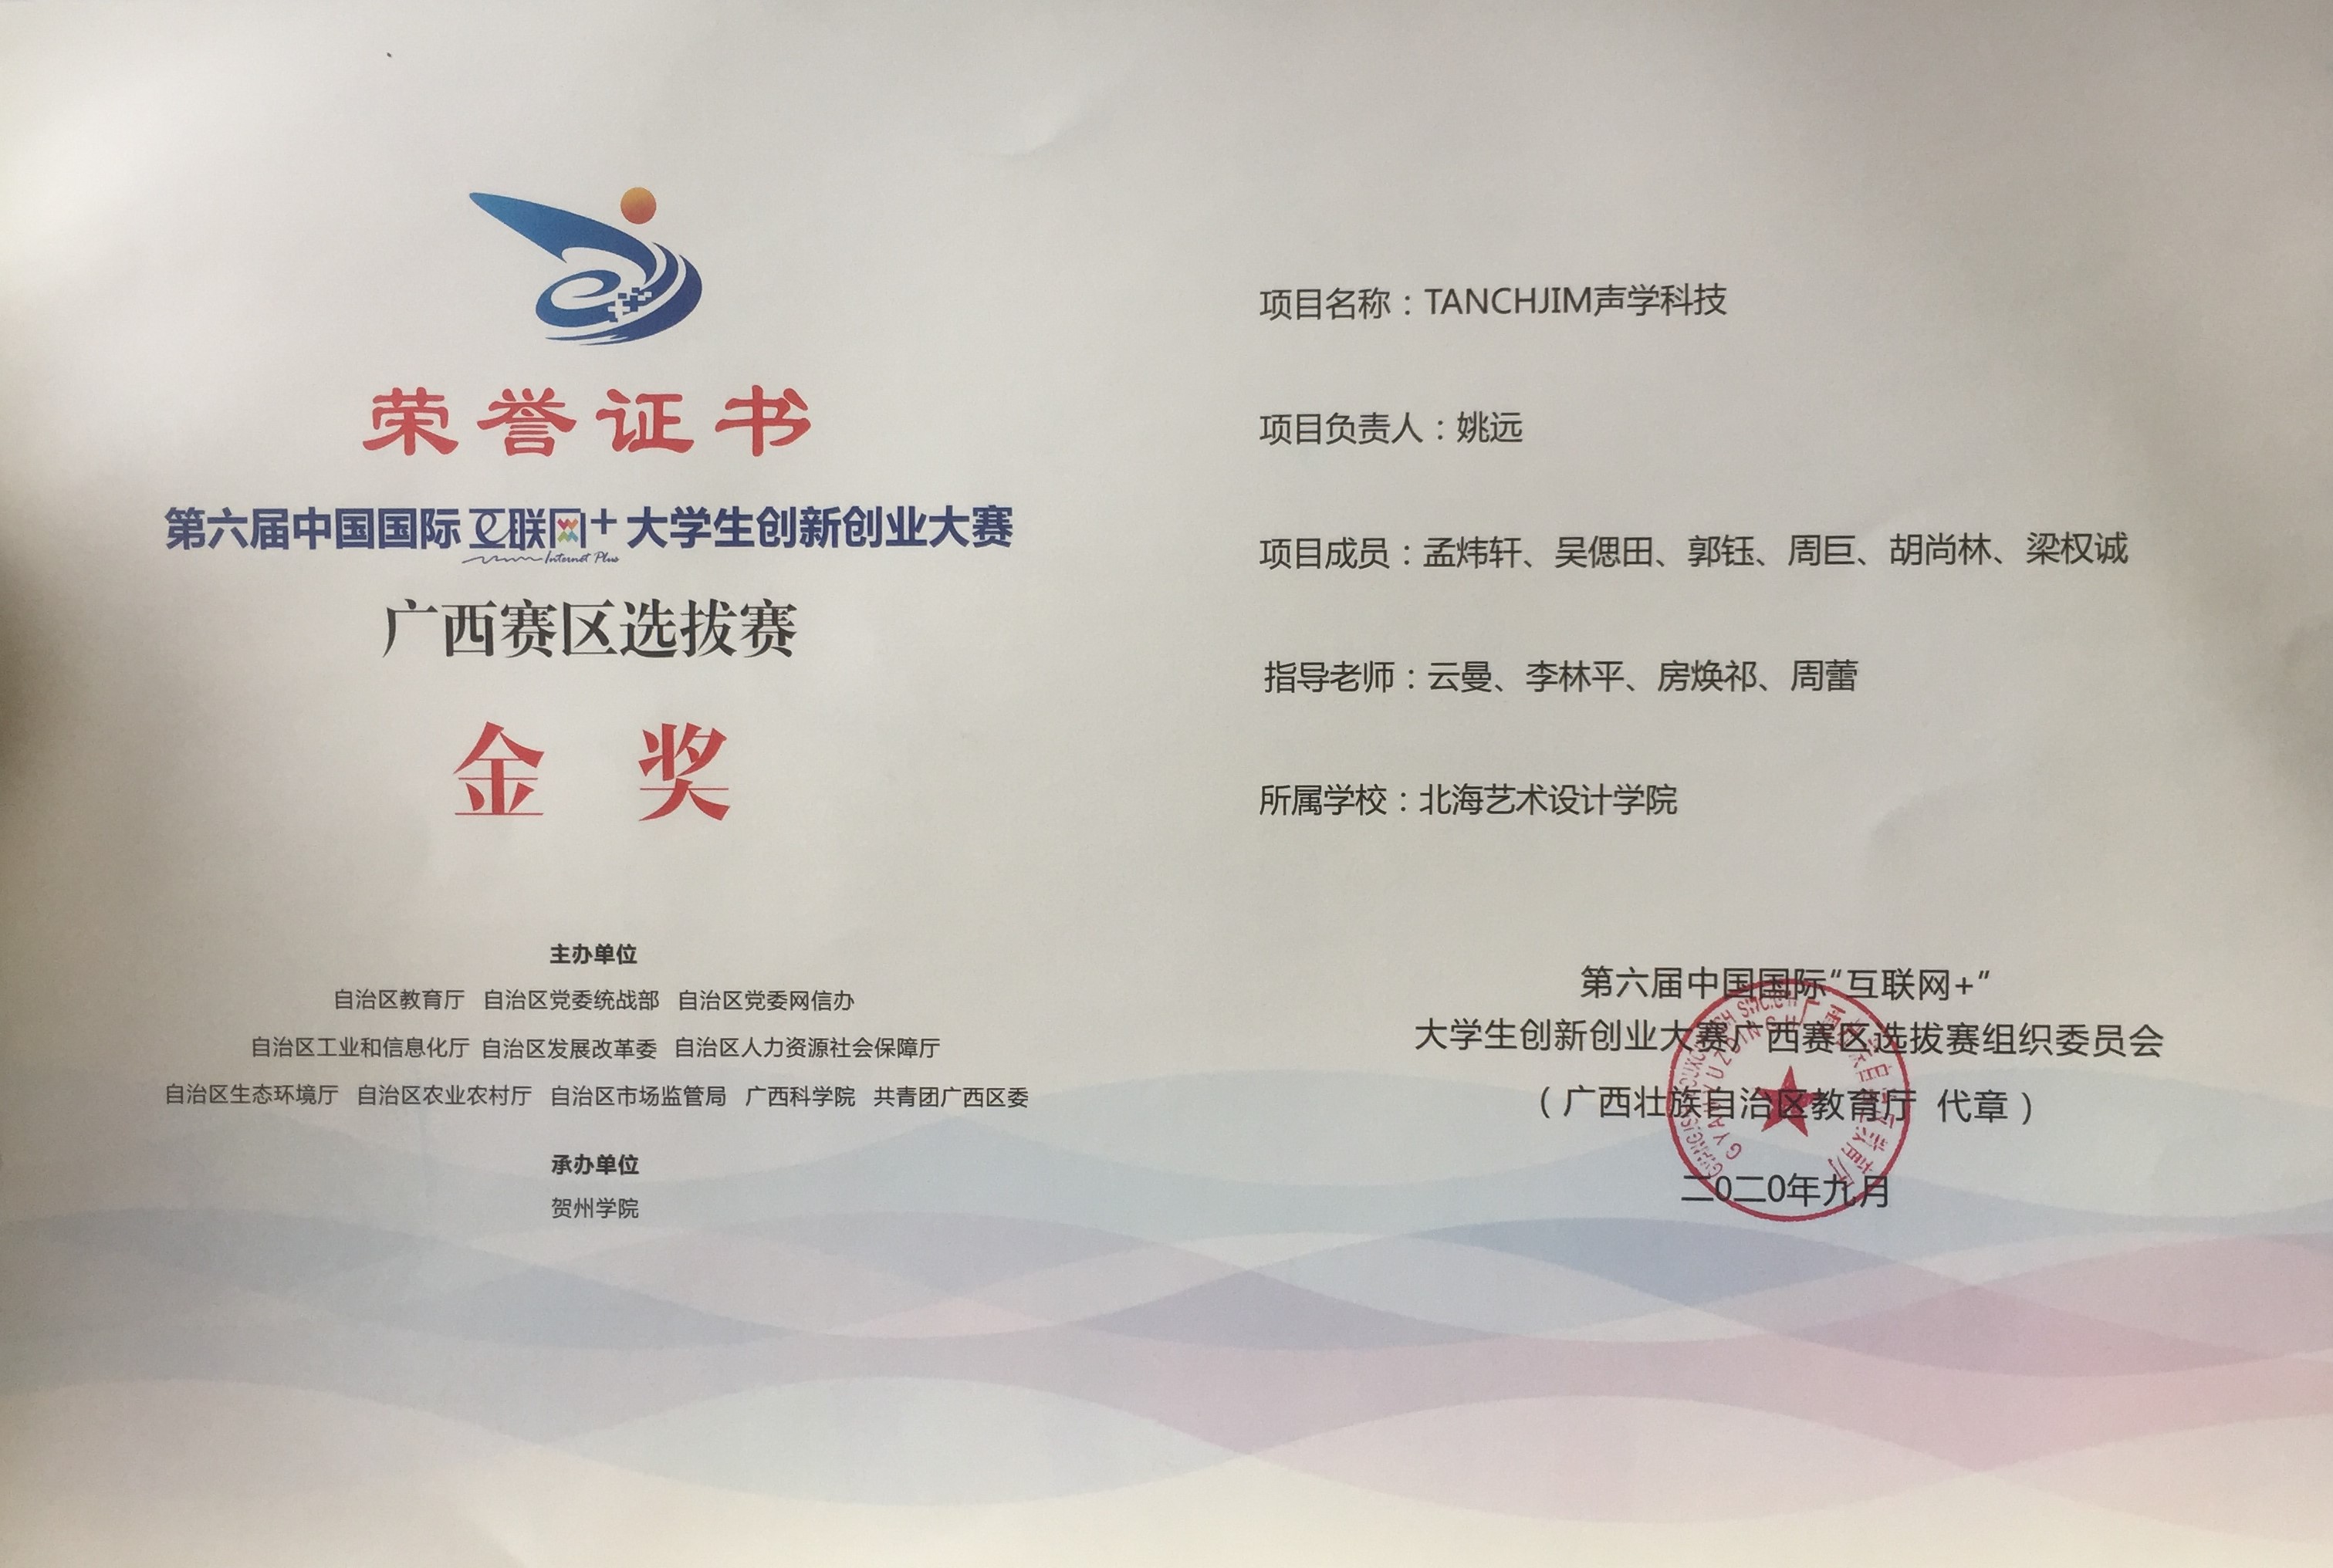 荣誉证书
第六届中国国际互联网+大学生创新创业大赛
Internet Plus
广西赛区选拔赛
金 奖
主办单位
自治区教育厅 自治区党委统战部 自治区党委网信办
自治区工业和信息化厅 自治区发展改革委 自治区人力资源社会保障厅
自治区生态环境厅 自治区农业农村厅 自治区市场监管局 广西科学院 共青团广西区委
承办单位
贺州学院
项目名称：TANCHJIM声学科技
项目负责人：姚远
项目成员：孟炜轩、吴偲田、郭钰、周巨、胡尚林、梁权诚
指导老师：云曼、李林平、房焕祁、周蕾
所属学校：北海艺术设计学院
第六届中国国际“互联网+”
大学生创新创业大赛广西赛区选拔赛组织委员会
（广西壮族自治区教育厅 代章）
二0二0年九月